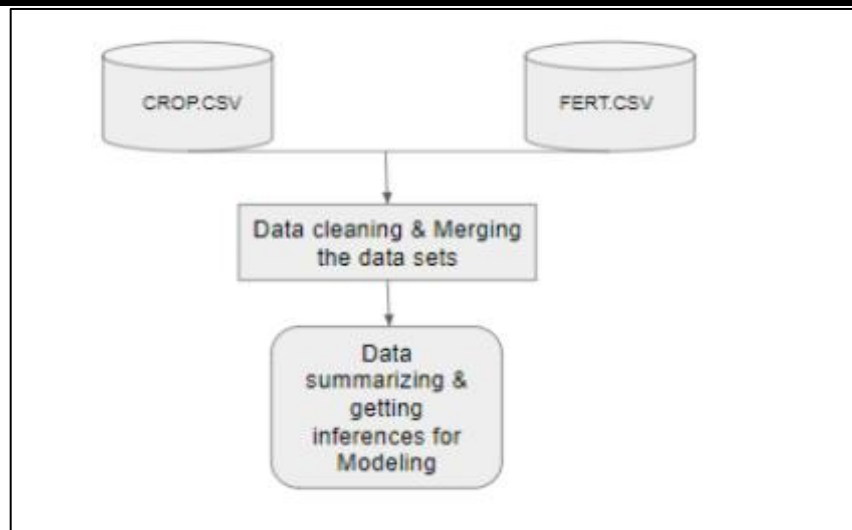 CROP.CSV
FERT.CSV
Data cleaning & Merging
the data sets
Data
summarizing &
getting
inferences for
Modeling